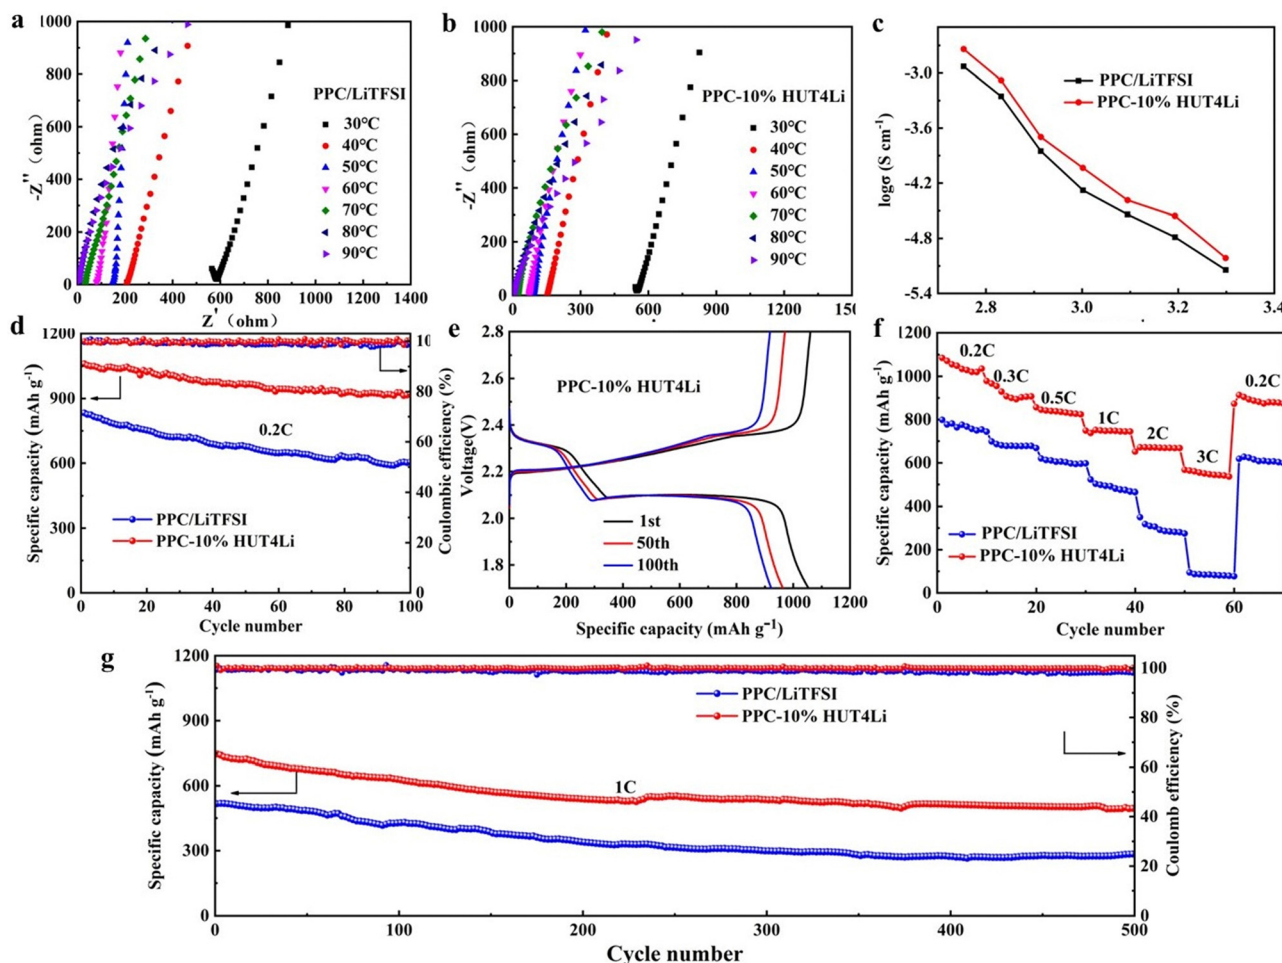 a
1000
800
600
400
200
0
-Z'' (ohm)
PPC/LiTFSI
30°C
40°C
50°C
60°C
70°C
80°C
90°C
0 200 400 600 800 1000 1200 1400
Z' (ohm)
b
1000
800
600
400
200
0
-Z'' (ohm)
PPC-10% HUT4Li
30°C
40°C
50°C
60°C
70°C
80°C
90°C
0 300 600 900 1200 1500
c
-3.0
-3.6
-4.2
-4.8
-5.4
logσ (S cm⁻¹)
PPC/LiTFSI
PPC-10% HUT4Li
2.8 3.0 3.2 3.4
d
1200
900
600
300
0
Specific capacity (mAh g⁻¹)
0.2C
PPC/LiTFSI
PPC-10% HUT4Li
100
80
60
40
20
0
Coulombic efficiency (%)
0 20 40 60 80 100
Cycle number
e
2.8
2.6
2.4
2.2
2.0
1.8
Voltage(V)
PPC-10% HUT4Li
1st
50th
100th
0 200 400 600 800 1000 1200
Specific capacity (mAh g⁻¹)
f
1200
1000
800
600
400
200
0
Specific capacity (mAh g⁻¹)
0.2C
0.3C
0.5C
1C
2C
3C
0.2C
PPC/LiTFSI
PPC-10% HUT4Li
0 20 40 60
Cycle number
g
1200
900
600
300
0
Specific capacity (mAh g⁻¹)
PPC/LiTFSI
PPC-10% HUT4Li
1C
100
80
60
40
20
0
Coulomb efficiency (%)
0 100 200 300 400 500
Cycle number